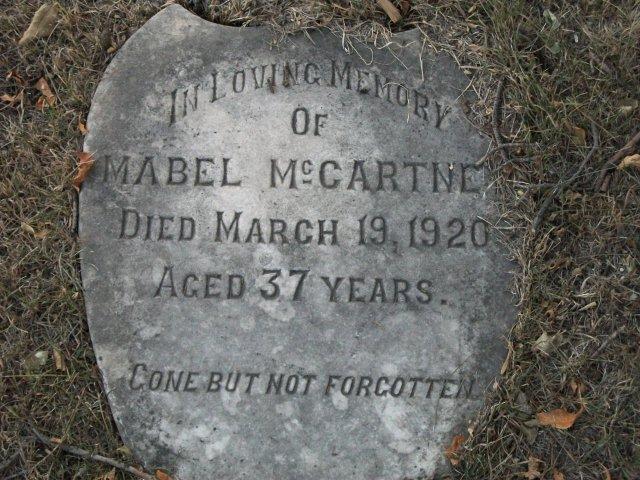 IN LOVING MEMORY
OF
MABEL McCARTNE
DIED MARCH 19, 1920
AGED 37 YEARS.
GONE BUT NOT FORGOTTEN